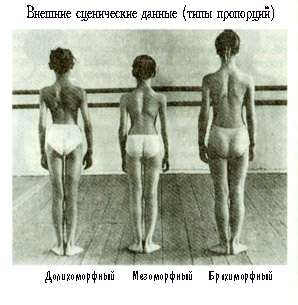 Внешние сценические данные (типы пропорций)
Долихоморфный Мезоморфный Брахиморфный